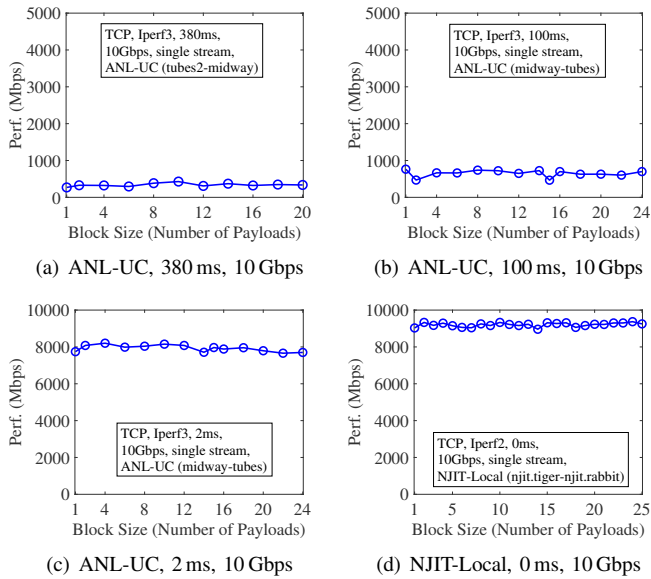 5000
4000
3000
2000
1000
0
Perf. (Mbps)
TCP, Iperf3, 380ms,
10Gbps, single stream,
ANL-UC (tubes2-midway)
1 4 8 12 16 20
Block Size (Number of Payloads)
(a) ANL-UC, 380 ms, 10 Gbps
5000
4000
3000
2000
1000
0
Perf. (Mbps)
TCP, Iperf3, 100ms,
10Gbps, single stream,
ANL-UC (midway-tubes)
1 4 8 12 16 20 24
Block Size (Number of Payloads)
(b) ANL-UC, 100 ms, 10 Gbps
10000
8000
6000
4000
2000
0
Perf. (Mbps)
TCP, Iperf3, 2ms,
10Gbps, single stream,
ANL-UC (midway-tubes)
1 4 8 12 16 20 24
Block Size (Number of Payloads)
(c) ANL-UC, 2 ms, 10 Gbps
10000
8000
6000
4000
2000
0
Perf. (Mbps)
TCP, Iperf2, 0ms,
10Gbps, single stream,
NJIT-Local (njit.tiger-njit.rabbit)
1 5 10 15 20 25
Block Size (Number of Payloads)
(d) NJIT-Local, 0 ms, 10 Gbps